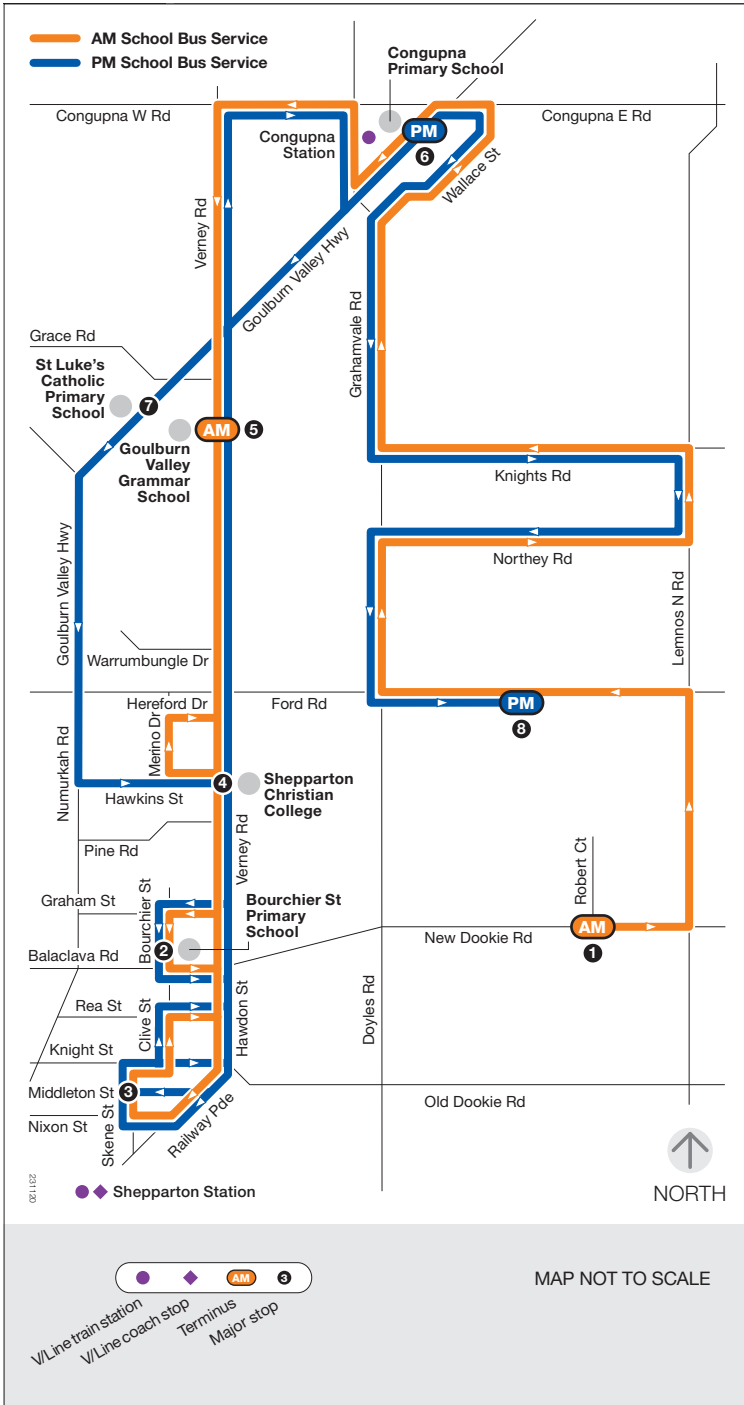 AM School Bus Service
PM School Bus Service
Congupna
Primary School
Congupna W Rd
Congupna E Rd
Congupna
Station
PM
6
Wallace St
Verney Rd
Goulburn Valley Hwy
Grahamvale Rd
Grace Rd
St Luke's
Catholic
Primary
School
7
AM
5
Goulburn
Valley
Grammar
School
Knights Rd
Northey Rd
Goulburn Valley Hwy
Lemnos N Rd
Warrumbungle Dr
Hereford Dr
Ford Rd
PM
8
Merino Dr
Numurkah Rd
4
Shepparton
Christian
College
Hawkins St
Verney Rd
Pine Rd
Robert Ct
Graham St
Bourchier St
Bourchier St
Primary
School
2
Balaclava Rd
New Dookie Rd
AM
1
Rea St
Clive St
Hawdon St
Doyles Rd
Knight St
Middleton St
3
Old Dookie Rd
Nixon St
Skene St
Railway Pde
231120
Shepparton Station
NORTH
AM
3
V/Line train station
V/Line coach stop
Terminus
Major stop
MAP NOT TO SCALE